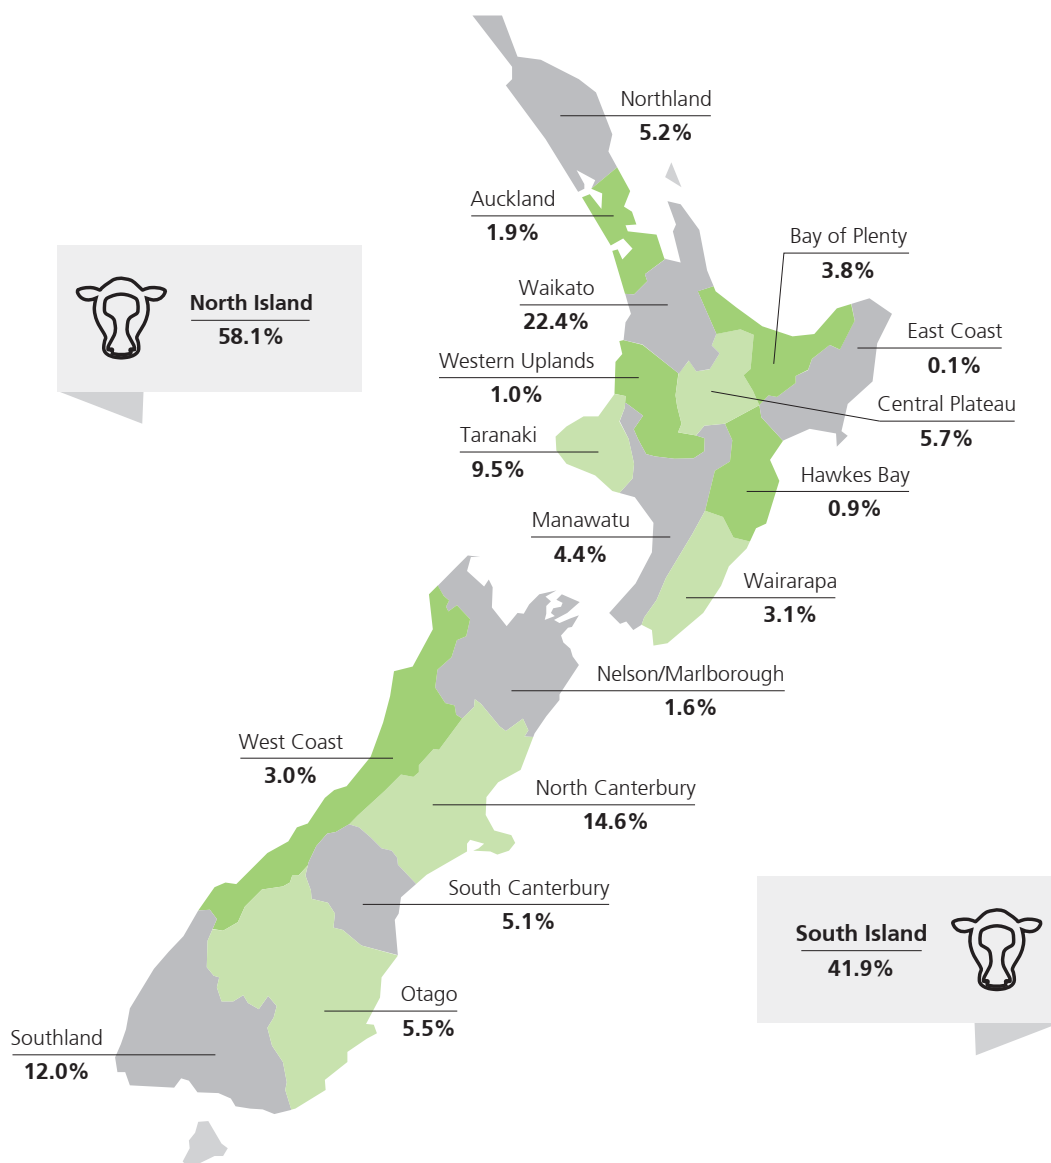 Northland
5.2%
Auckland
1.9%
Bay of Plenty
3.8%
Waikato
22.4%
North Island
58.1%
East Coast
0.1%
Western Uplands
1.0%
Central Plateau
5.7%
Taranaki
9.5%
Hawkes Bay
0.9%
Manawatu
4.4%
Wairarapa
3.1%
Nelson/Marlborough
1.6%
West Coast
3.0%
North Canterbury
14.6%
South Canterbury
5.1%
South Island
41.9%
Otago
5.5%
Southland
12.0%